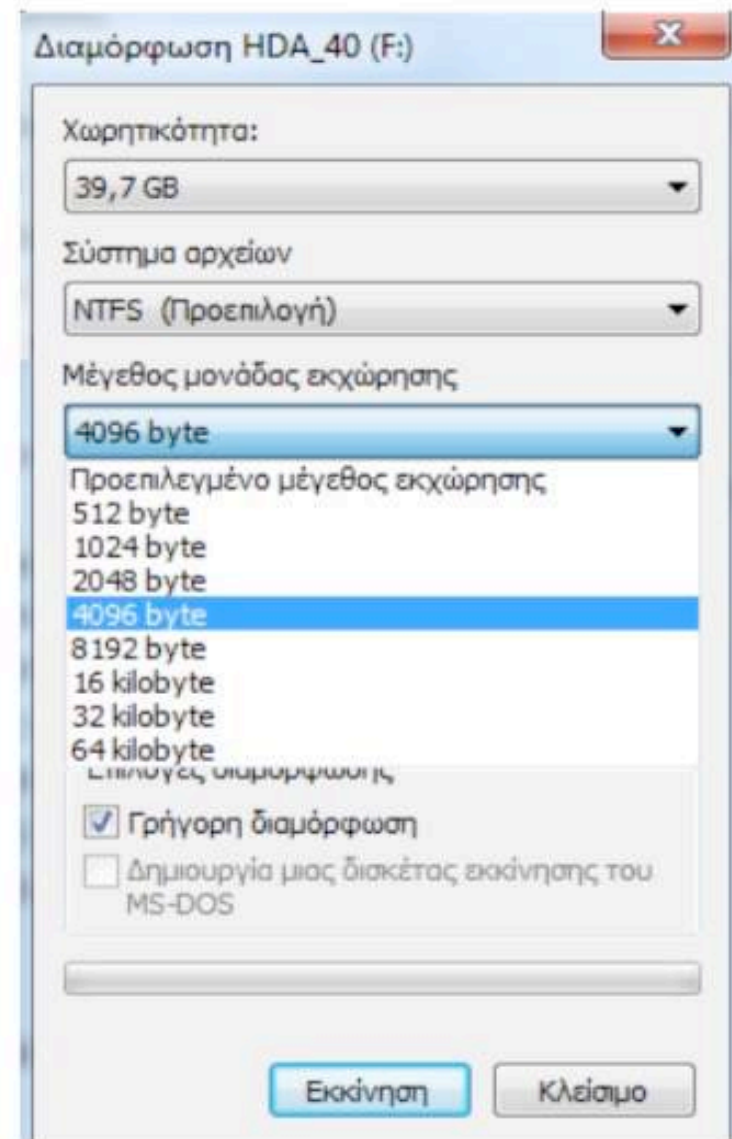 Διαμόρφωση HDA_40 (F:)
Χωρητικότητα:
39,7 GB
Σύστημα αρχείων
NTFS (Προεπιλογή)
Μέγεθος μονάδας εκχώρησης
4096 byte
Προεπιλεγμένο μέγεθος εκχώρησης
512 byte
1024 byte
2048 byte
4096 byte
8192 byte
16 kilobyte
32 kilobyte
64 kilobyte
Επιλογές διαμόρφωσης
Γρήγορη διαμόρφωση
Δημιουργία μιας δισκέτας εκκίνησης του
MS-DOS
Εκκίνηση Κλείσιμο